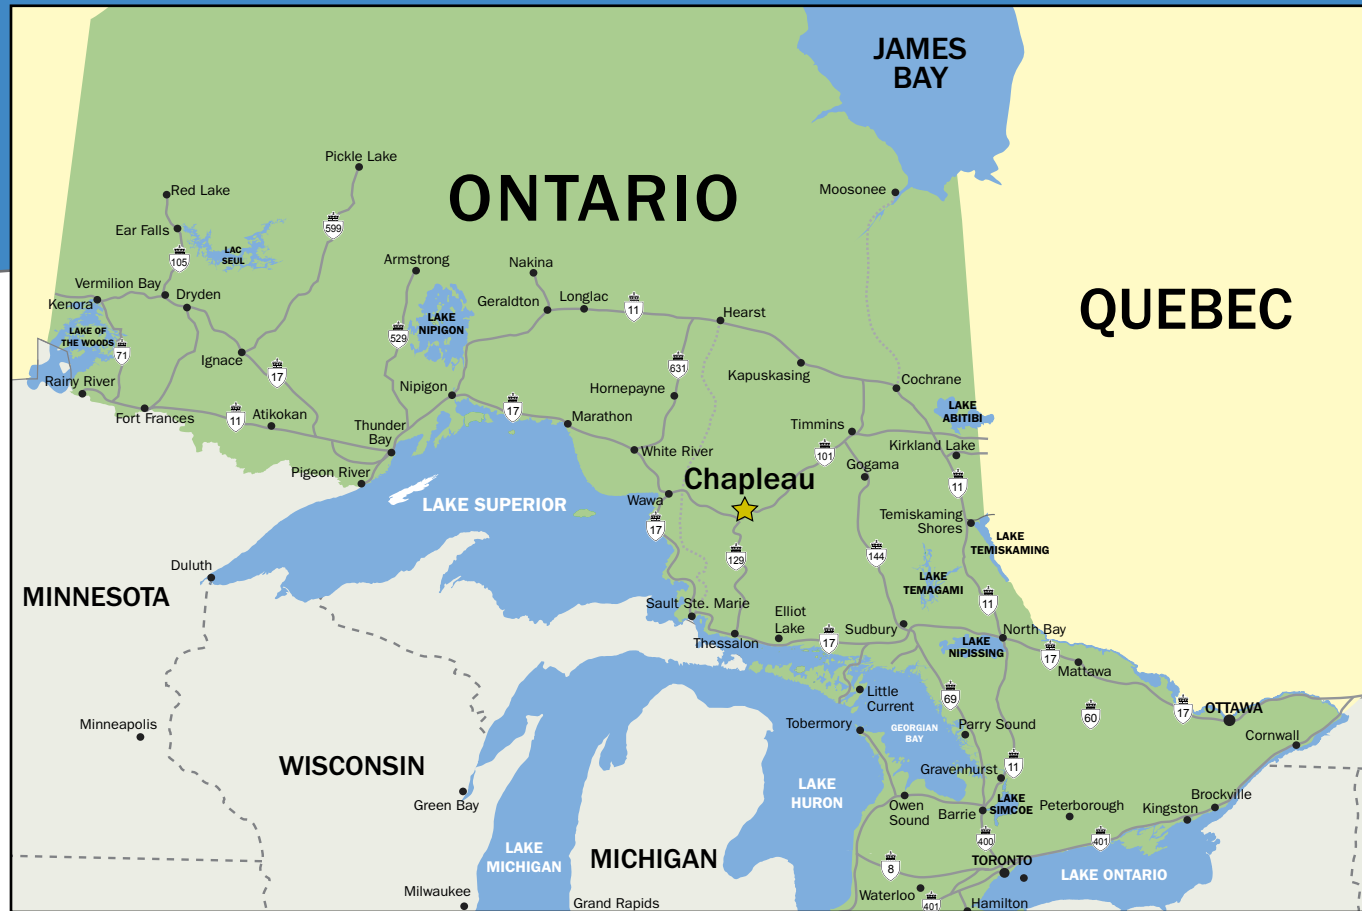 JAMES
BAY
Pickle Lake
ONTARIO
Red Lake
Moosonee
Ear Falls
599
LAC
SEUL
105
Armstrong
Nakina
Vermilion Bay
Dryden
Kenora
Geraldton
Longlac
11
Hearst
QUEBEC
LAKE
NIPIGON
LAKE OF
THE WOODS
71
529
Ignace
17
631
Kapuskasing
Rainy River
Nipigon
Hornepayne
Cochrane
Fort Frances
11
Atikokan
17
Marathon
LAKE
ABITIBI
Thunder
Bay
Timmins
Kirkland Lake
White River
101
Gogama
Pigeon River
Chapleau
11
LAKE SUPERIOR
Wawa
17
Temiskaming
Shores
LAKE
TEMISKAMING
129
144
Duluth
LAKE
TEMAGAMI
MINNESOTA
11
Sault Ste. Marie
Elliot
Lake
Thessalon
17
Sudbury
North Bay
LAKE
NIPISSING
17
Mattawa
Little
Current
69
60
17
OTTAWA
Minneapolis
Tobermory
GEORGIAN
BAY
Parry Sound
Cornwall
WISCONSIN
Gravenhurst
11
LAKE
HURON
Green Bay
Owen
Sound
Barrie
LAKE
SIMCOE
Peterborough
Kingston
Brockville
400
401
LAKE
MICHIGAN
MICHIGAN
8
TORONTO
LAKE ONTARIO
Milwaukee
Grand Rapids
Waterloo
401
Hamilton